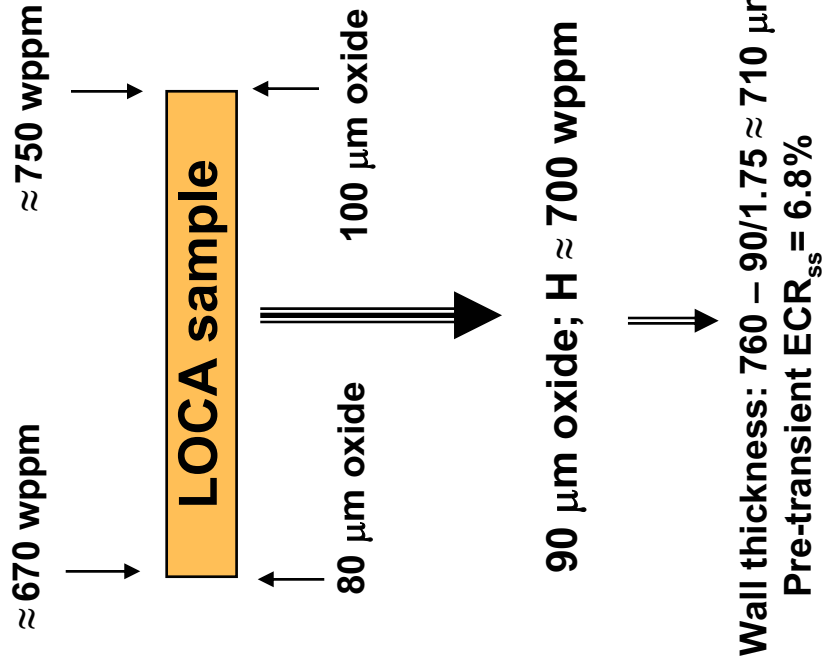 ≈ 670 wppm
≈ 750 wppm
LOCA sample
80 μm oxide
100 μm oxide
90 μm oxide; H ≈ 700 wppm
Wall thickness: 760 – 90/1.75 ≈ 710 μm
Pre-transient ECRss = 6.8%